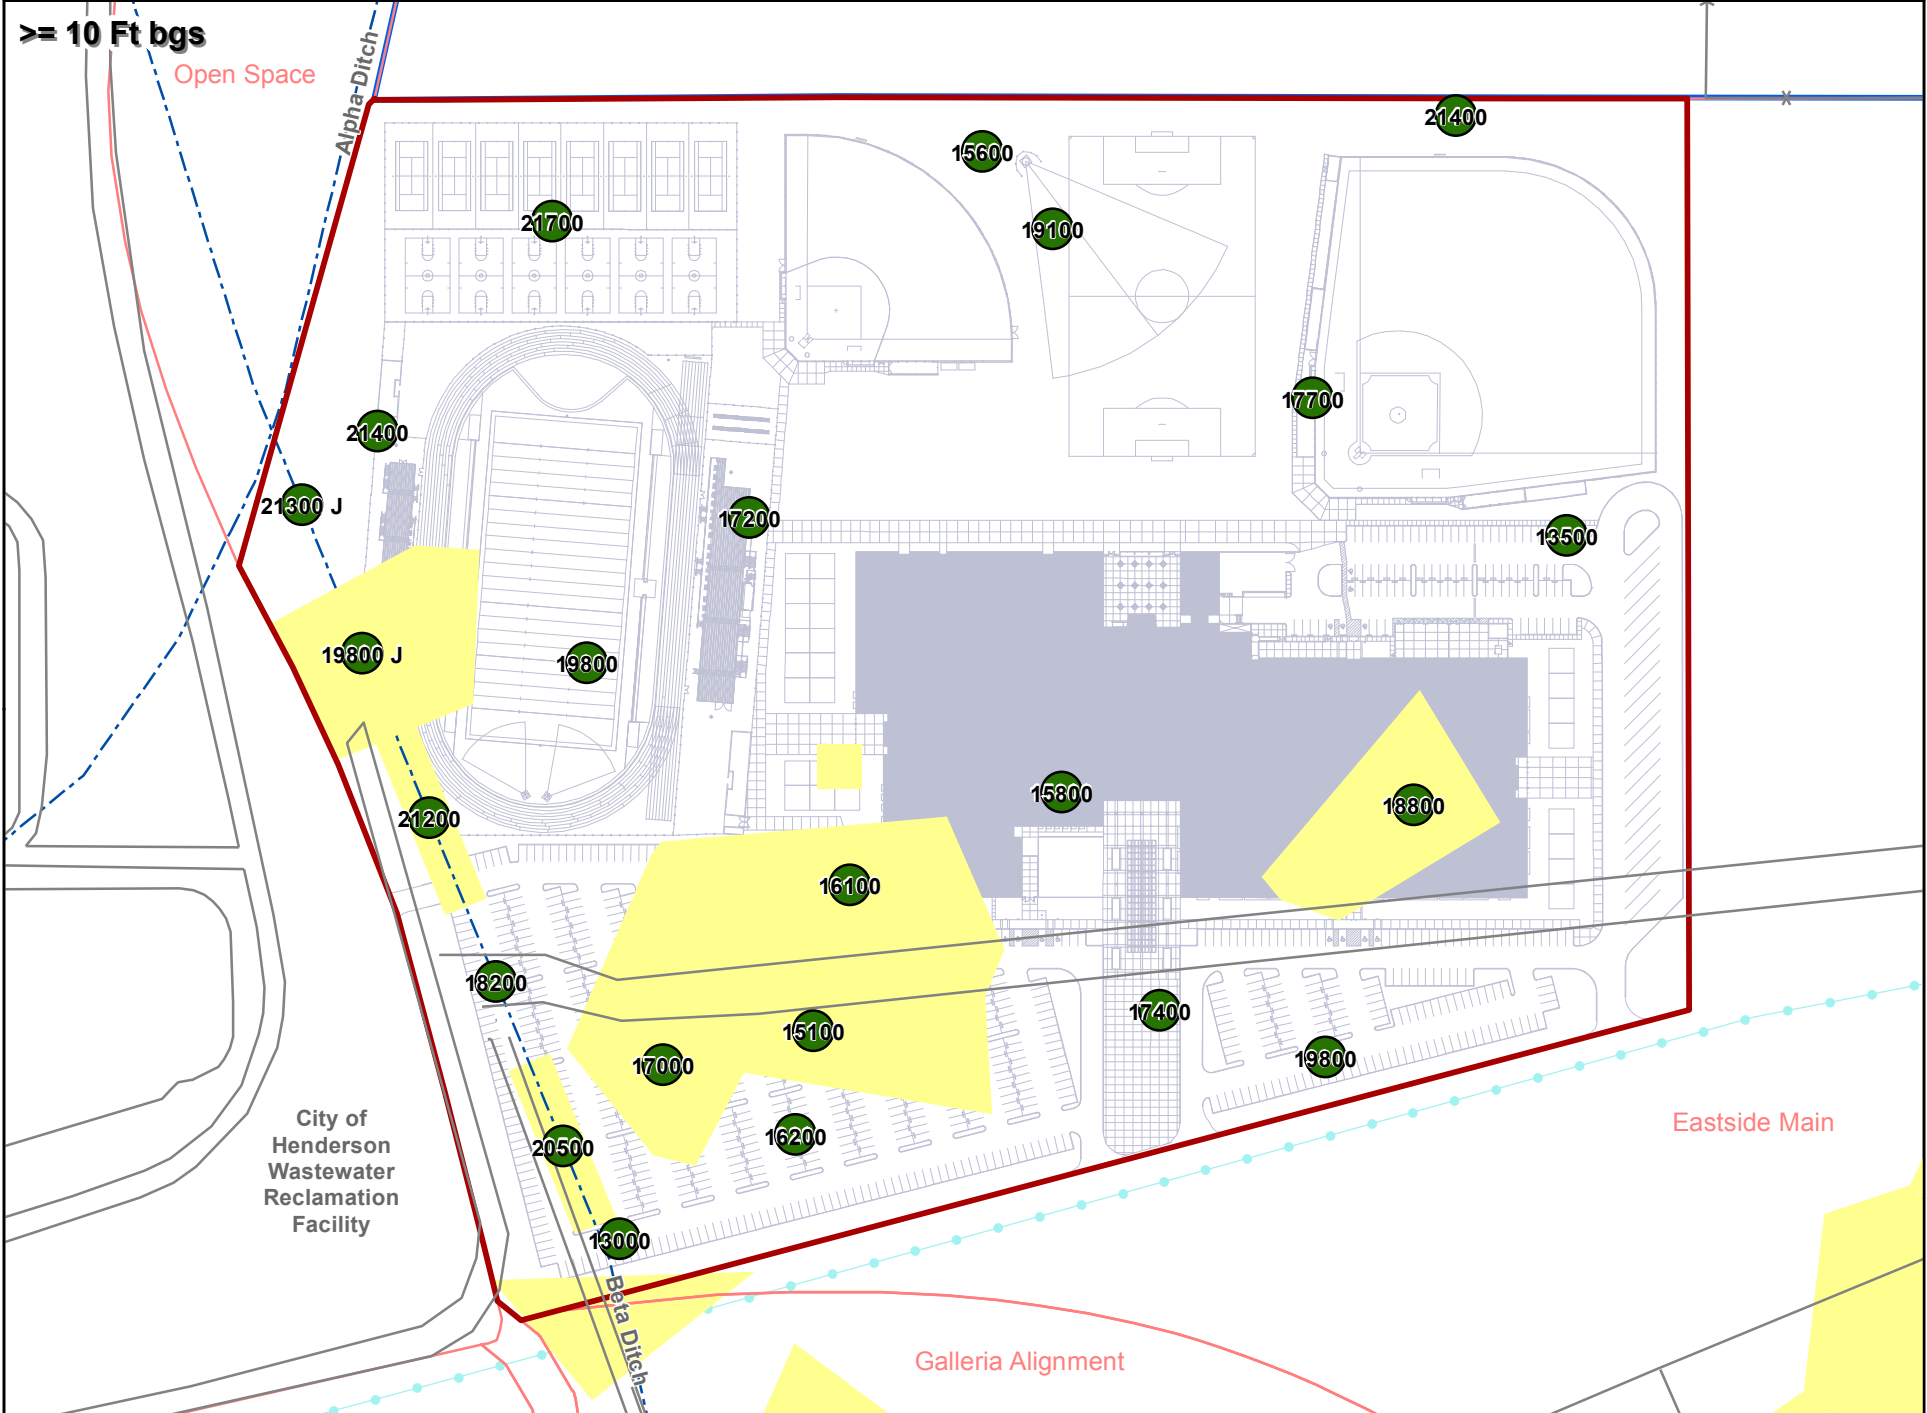 >= 10 Ft bgs
Open Space
Alpha Ditch
21400
15600
21700
19100
17700
21400
21300 J
17200
13500
19800 J
19800
15800
18800
21200
16100
18200
17400
15100
19800
17000
16200
20500
City of
Henderson
Wastewater
Reclamation
Facility
Eastside Main
13000
Beta Ditch
Galleria Alignment